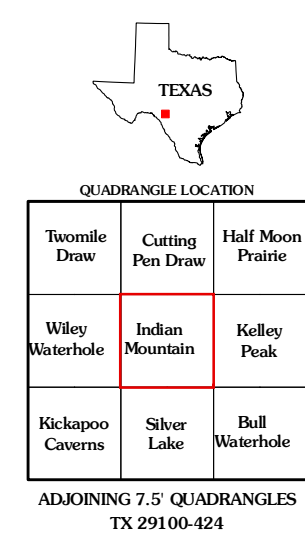 TEXAS
QUADRANGLE LOCATION
Twomile
Draw
Cutting
Pen Draw
Half Moon
Prairie
Wiley
Waterhole
Indian
Mountain
Kelley
Peak
Kickapoo
Caverns
Silver
Lake
Bull
Waterhole
ADJOINING 7.5' QUADRANGLES
TX 29100-424